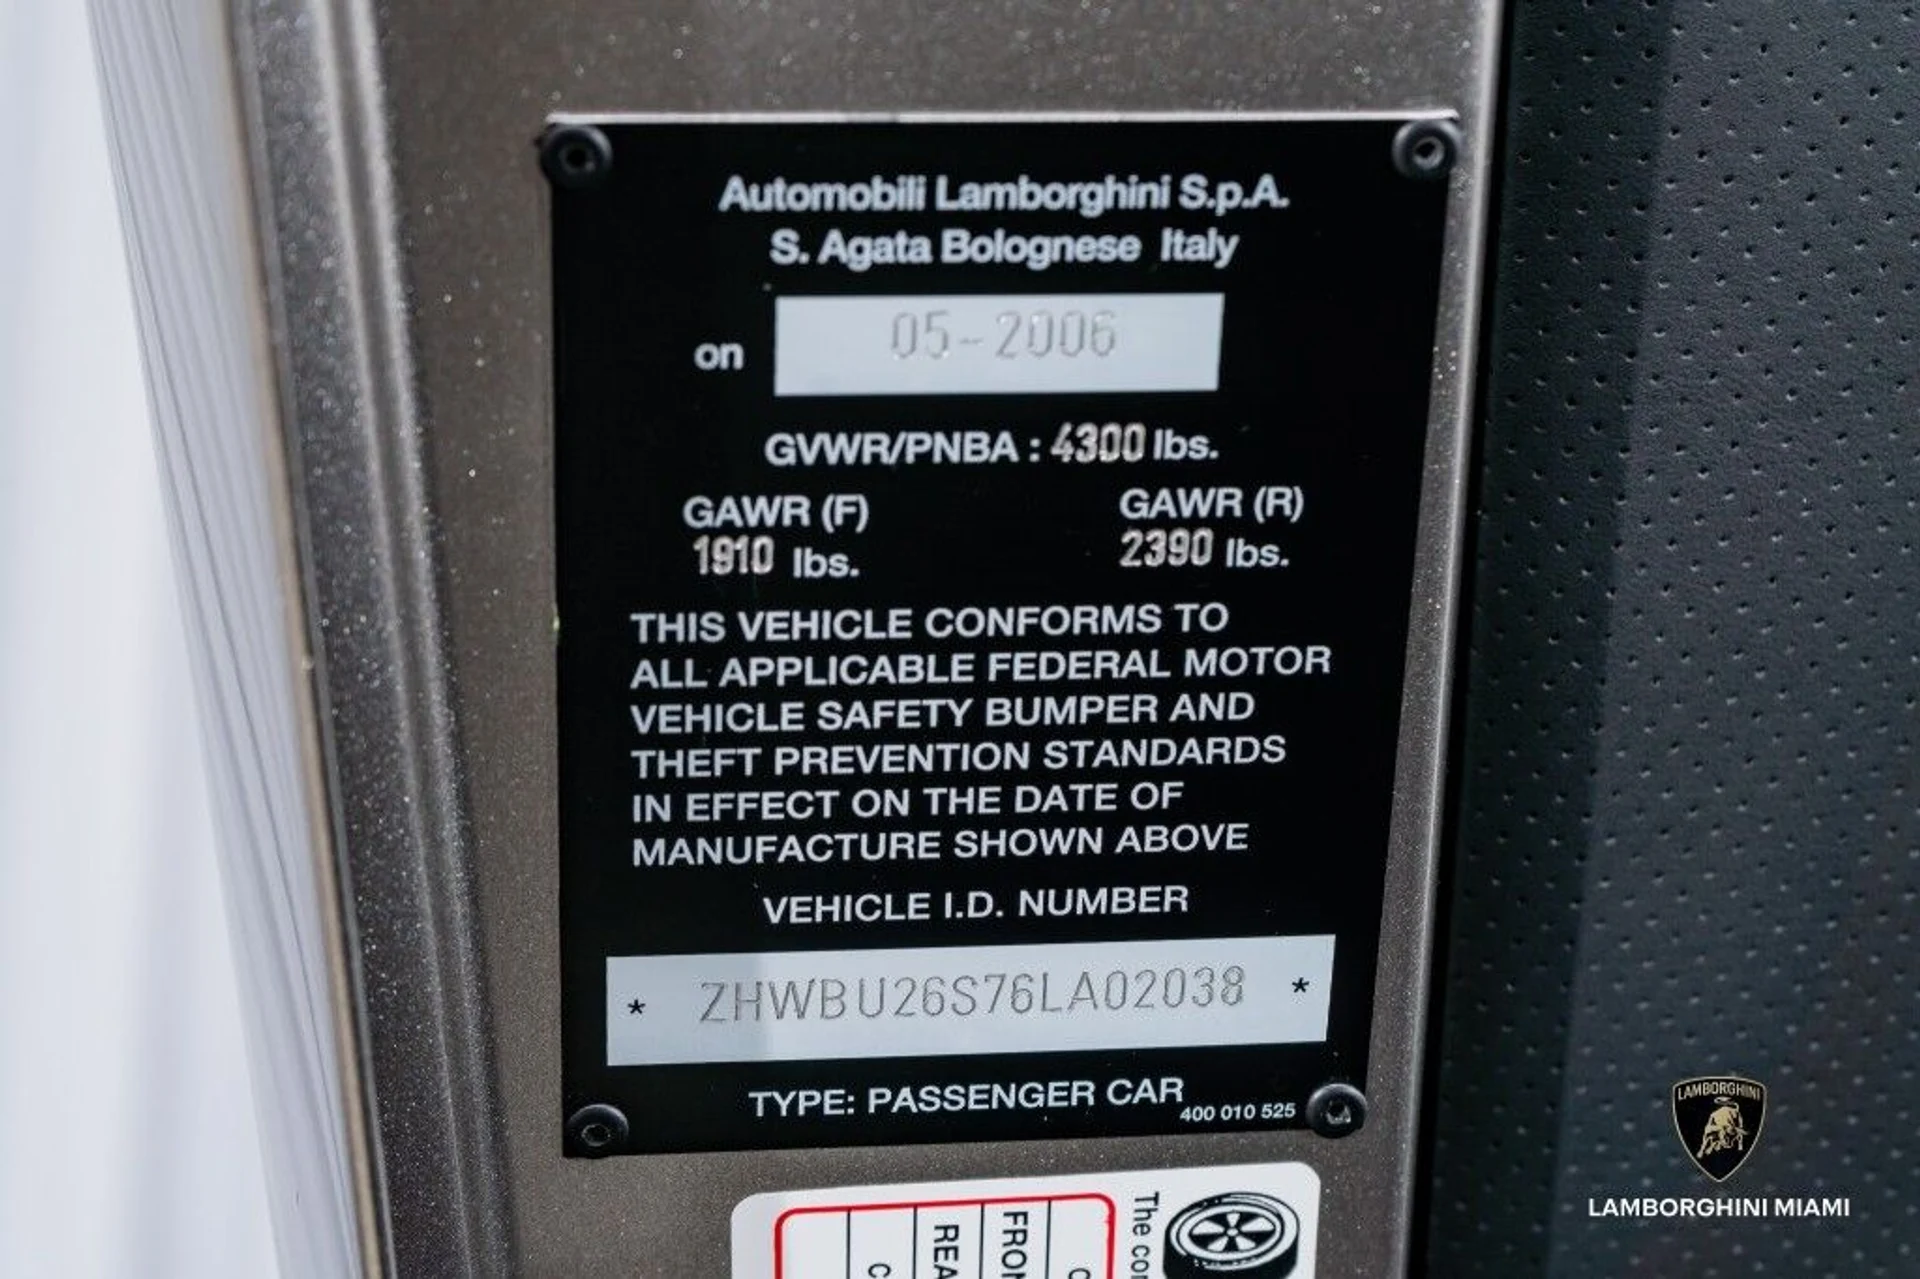 Automobili Lamborghini S.p.A.
S. Agata Bolognese Italy
on 05-2006
GVWR/PNBA : 4300 lbs.
GAWR (F) GAWR (R)
1910 lbs. 2390 lbs.
THIS VEHICLE CONFORMS TO
ALL APPLICABLE FEDERAL MOTOR
VEHICLE SAFETY BUMPER AND
THEFT PREVENTION STANDARDS
IN EFFECT ON THE DATE OF
MANUFACTURE SHOWN ABOVE
VEHICLE I.D. NUMBER
* ZHWBU26S76LA02038 *
TYPE: PASSENGER CAR
400 010 525
The
LAMBORGHINI
LAMBORGHINI MIAMI